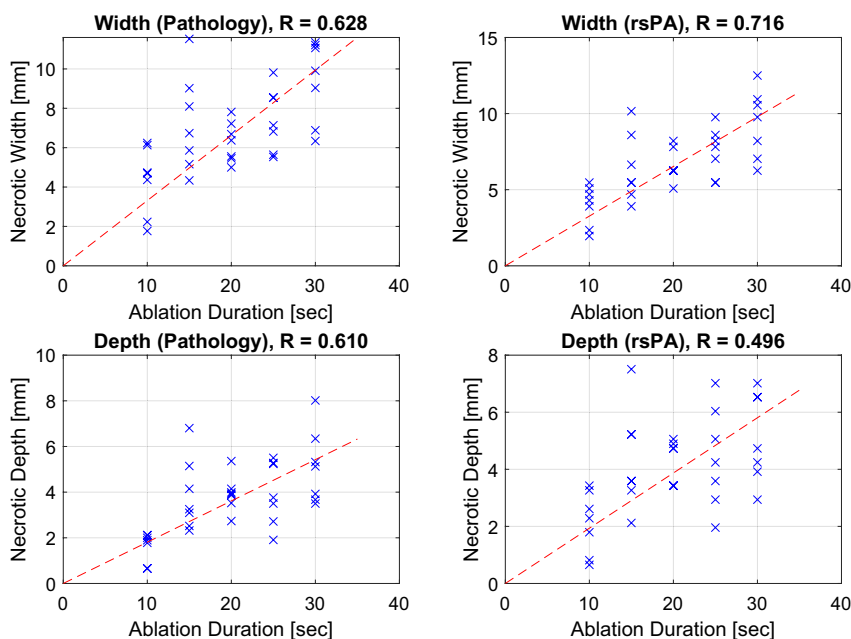 Width (Pathology), R = 0.628
Necrotic Width [mm]
10
8
6
4
2
0
0 10 20 30 40
Ablation Duration [sec]
Width (rsPA), R = 0.716
Necrotic Width [mm]
15
10
5
0
0 10 20 30 40
Ablation Duration [sec]
Depth (Pathology), R = 0.610
Necrotic Depth [mm]
10
8
6
4
2
0
0 10 20 30 40
Ablation Duration [sec]
Depth (rsPA), R = 0.496
Necrotic Depth [mm]
8
6
4
2
0
0 10 20 30 40
Ablation Duration [sec]